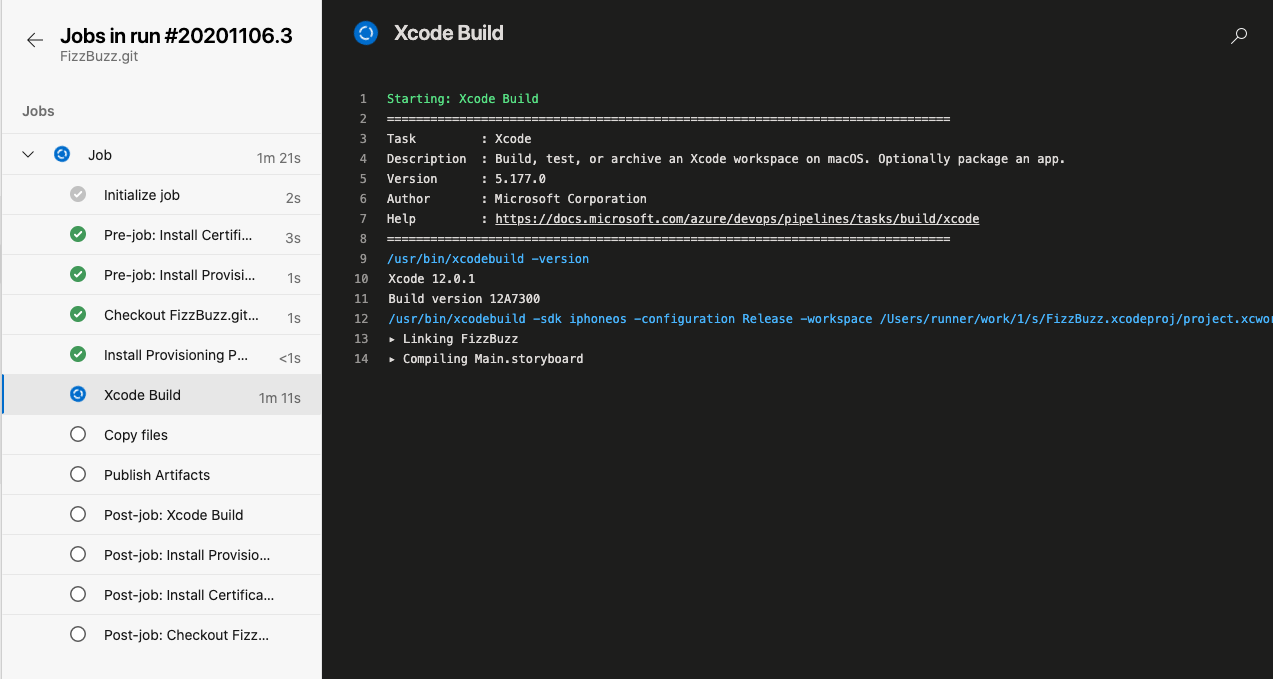 Jobs in run #20201106.3
FizzBuzz.git
Jobs
Job 1m 21s
Initialize job 2s
Pre-job: Install Certifi... 3s
Pre-job: Install Provisi... 1s
Checkout FizzBuzz.git... 1s
Install Provisioning P... <1s
Xcode Build 1m 11s
Copy files
Publish Artifacts
Post-job: Xcode Build
Post-job: Install Provisio...
Post-job: Install Certifica...
Post-job: Checkout Fizz...
Xcode Build
1 Starting: Xcode Build
2 ==============================================================================
3 Task : Xcode
4 Description : Build, test, or archive an Xcode workspace on macOS. Optionally package an app.
5 Version : 5.177.0
6 Author : Microsoft Corporation
7 Help : https://docs.microsoft.com/azure/devops/pipelines/tasks/build/xcode
8 ==============================================================================
9 /usr/bin/xcodebuild -version
10 Xcode 12.0.1
11 Build version 12A7300
12 /usr/bin/xcodebuild -sdk iphoneos -configuration Release -workspace /Users/runner/work/1/s/FizzBuzz.xcodeproj/project.xcwor
13 ▸ Linking FizzBuzz
14 ▸ Compiling Main.storyboard